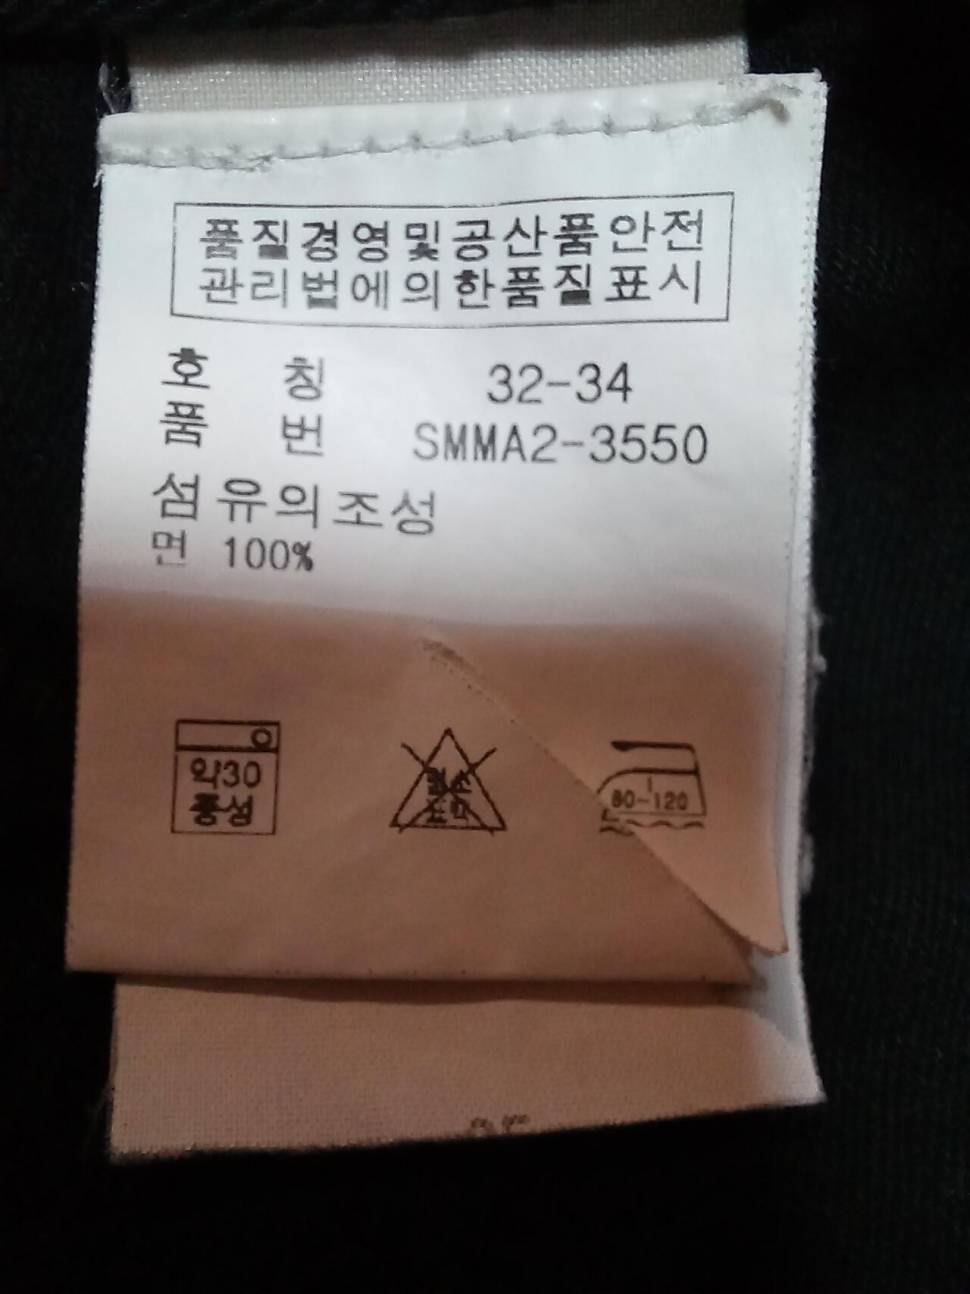 품질경영및공산품안전
관리법에의한품질표시
호 칭 32-34
품 번 SMMA2-3550
섬유의조성
면 100%
약30
중성
80-120